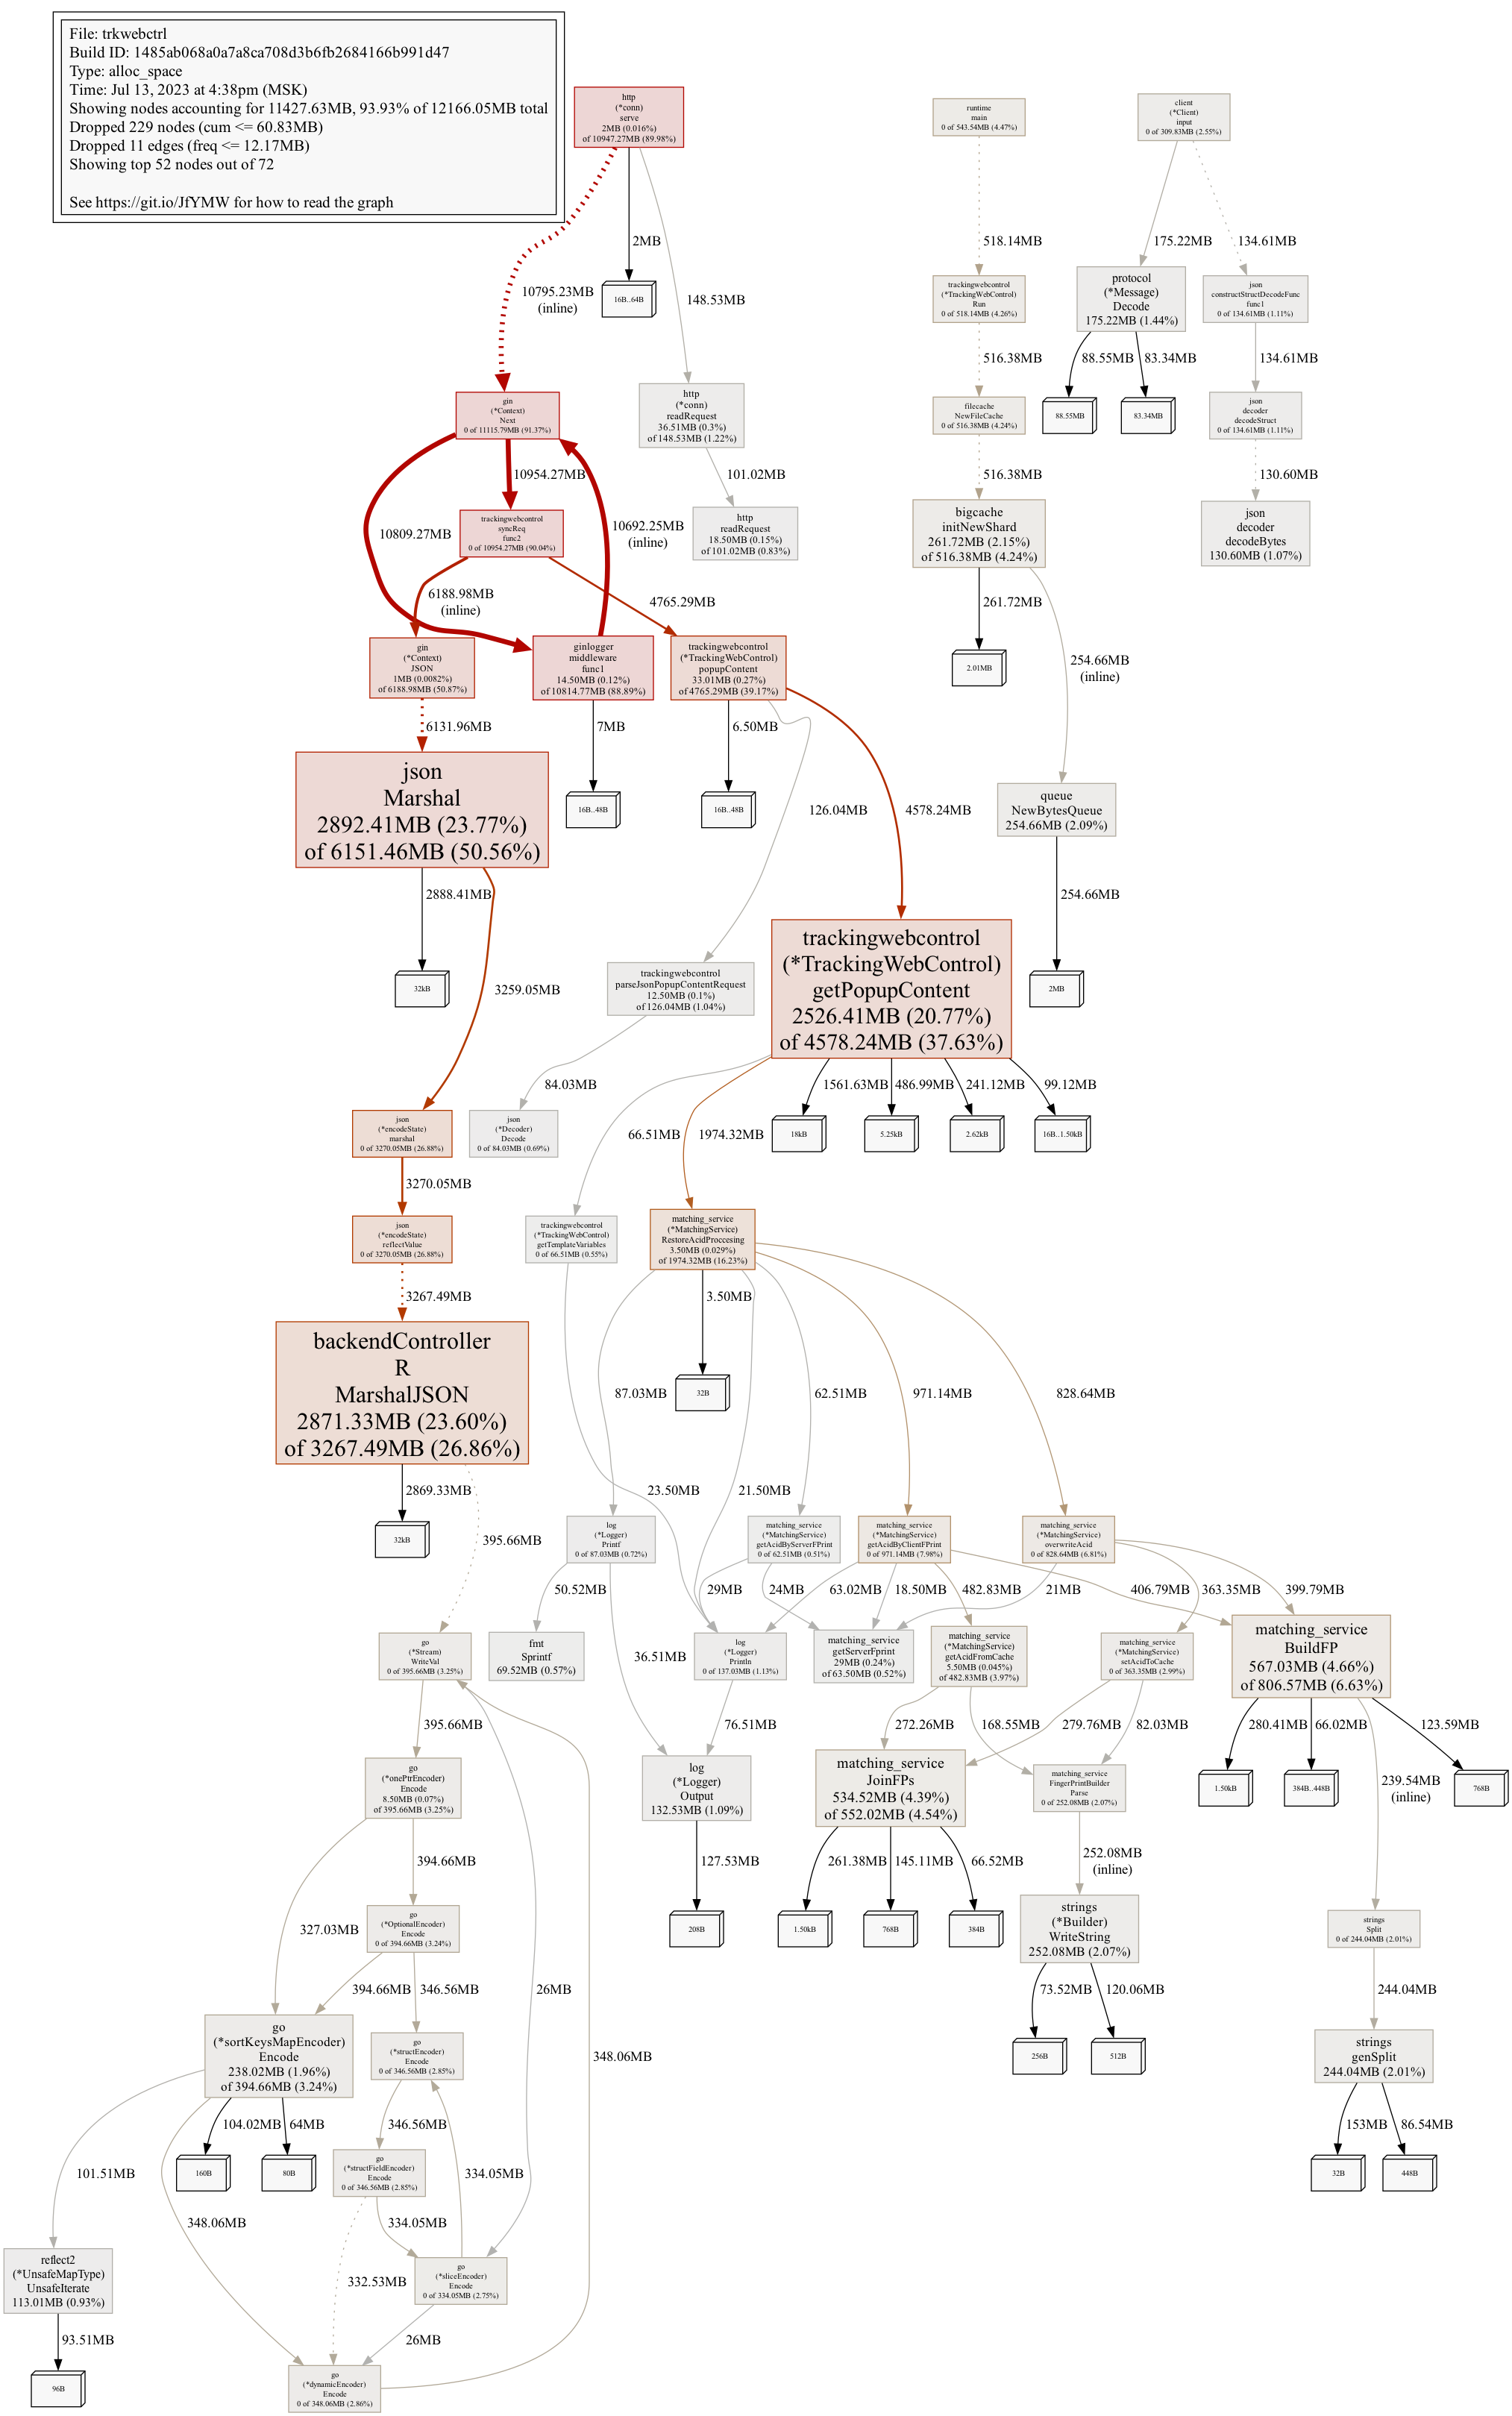 File: trkwebctrl
Build ID: 1485ab068a0a7a8ca708d3b6fb2684166b991d47
Type: alloc_space
Time: Jul 13, 2023 at 4:38pm (MSK)
Showing nodes accounting for 11427.63MB, 93.93% of 12166.05MB total
Dropped 229 nodes (cum <= 60.83MB)
Dropped 11 edges (freq <= 12.17MB)
Showing top 52 nodes out of 72
See https://git.io/JfYMW for how to read the graph
http
(*conn)
serve
2MB (0.016%)
of 10947.27MB (89.98%)
runtime
main
0 of 543.54MB (4.47%)
client
(*Client)
input
0 of 309.83MB (2.55%)
10795.23MB
(inline)
2MB
148.53MB
518.14MB
175.22MB
134.61MB
16B..64B
trackingwebcontrol
(*TrackingWebControl)
Run
0 of 518.14MB (4.26%)
protocol
(*Message)
Decode
175.22MB (1.44%)
json
constructStructDecodeFunc
func1
0 of 134.61MB (1.11%)
516.38MB
88.55MB
83.34MB
134.61MB
gin
(*Context)
Next
0 of 11115.79MB (91.37%)
http
(*conn)
readRequest
36.51MB (0.3%)
of 148.53MB (1.22%)
filecache
NewFileCache
0 of 516.38MB (4.24%)
88.55MB
83.34MB
json
decoder
decodeStruct
0 of 134.61MB (1.11%)
10809.27MB
10954.27MB
10692.25MB
(inline)
101.02MB
516.38MB
130.60MB
trackingwebcontrol
syncReq
func2
0 of 10954.27MB (90.04%)
http
readRequest
18.50MB (0.15%)
of 101.02MB (0.83%)
bigcache
initNewShard
261.72MB (2.15%)
of 516.38MB (4.24%)
json
decoder
decodeBytes
130.60MB (1.07%)
6188.98MB
(inline)
4765.29MB
261.72MB
254.66MB
(inline)
gin
(*Context)
JSON
1MB (0.0082%)
of 6188.98MB (50.87%)
ginlogger
middleware
func1
14.50MB (0.12%)
of 10814.77MB (88.89%)
trackingwebcontrol
(*TrackingWebControl)
popupContent
33.01MB (0.27%)
of 4765.29MB (39.17%)
2.01MB
6131.96MB
7MB
6.50MB
126.04MB
4578.24MB
json
Marshal
2892.41MB (23.77%)
of 6151.46MB (50.56%)
16B..48B
16B..48B
queue
NewBytesQueue
254.66MB (2.09%)
2888.41MB
3259.05MB
254.66MB
32kB
trackingwebcontrol
parseJsonPopupContentRequest
12.50MB (0.1%)
of 126.04MB (1.04%)
trackingwebcontrol
(*TrackingWebControl)
getPopupContent
2526.41MB (20.77%)
of 4578.24MB (37.63%)
2MB
84.03MB
66.51MB
1974.32MB
1561.63MB
486.99MB
241.12MB
99.12MB
json
(*encodeState)
marshal
0 of 3270.05MB (26.88%)
json
(*Decoder)
Decode
0 of 84.03MB (0.69%)
18kB
5.25kB
2.62kB
16B..1.50kB
3270.05MB
json
(*encodeState)
reflectValue
0 of 3270.05MB (26.88%)
trackingwebcontrol
(*TrackingWebControl)
getTemplateVariables
0 of 66.51MB (0.55%)
matching_service
(*MatchingService)
RestoreAcidProccesing
3.50MB (0.029%)
of 1974.32MB (16.23%)
3267.49MB
3.50MB
backendController
R
MarshalJSON
2871.33MB (23.60%)
of 3267.49MB (26.86%)
87.03MB
32B
62.51MB
971.14MB
828.64MB
2869.33MB
395.66MB
23.50MB
21.50MB
32kB
log
(*Logger)
Printf
0 of 87.03MB (0.72%)
matching_service
(*MatchingService)
getAcidByServerFPrint
0 of 62.51MB (0.51%)
matching_service
(*MatchingService)
getAcidByClientFPrint
0 of 971.14MB (7.98%)
matching_service
(*MatchingService)
overwriteAcid
0 of 828.64MB (6.81%)
50.52MB
36.51MB
29MB
24MB
63.02MB
18.50MB
482.83MB
21MB
406.79MB
363.35MB
399.79MB
go
(*Stream)
WriteVal
0 of 395.66MB (3.25%)
fmt
Sprintf
69.52MB (0.57%)
log
(*Logger)
Println
0 of 137.03MB (1.13%)
matching_service
getServerFprint
29MB (0.24%)
of 63.50MB (0.52%)
matching_service
(*MatchingService)
getAcidFromCache
5.50MB (0.045%)
of 482.83MB (3.97%)
matching_service
(*MatchingService)
setAcidToCache
0 of 363.35MB (2.99%)
matching_service
BuildFP
567.03MB (4.66%)
of 806.57MB (6.63%)
395.66MB
76.51MB
272.26MB
168.55MB
279.76MB
82.03MB
280.41MB
66.02MB
239.54MB
(inline)
123.59MB
go
(*onePtrEncoder)
Encode
8.50MB (0.07%)
of 395.66MB (3.25%)
log
(*Logger)
Output
132.53MB (1.09%)
matching_service
JoinFPs
534.52MB (4.39%)
of 552.02MB (4.54%)
matching_service
FingerPrintBuilder
Parse
0 of 252.08MB (2.07%)
1.50kB
384B..448B
768B
327.03MB
394.66MB
127.53MB
261.38MB
145.11MB
66.52MB
252.08MB
(inline)
go
(*OptionalEncoder)
Encode
0 of 394.66MB (3.24%)
208B
1.50kB
768B
384B
strings
(*Builder)
WriteString
252.08MB (2.07%)
strings
Split
0 of 244.04MB (2.01%)
394.66MB
346.56MB
26MB
73.52MB
120.06MB
244.04MB
go
(*sortKeysMapEncoder)
Encode
238.02MB (1.96%)
of 394.66MB (3.24%)
go
(*structEncoder)
Encode
0 of 346.56MB (2.85%)
348.06MB
256B
512B
strings
genSplit
244.04MB (2.01%)
101.51MB
348.06MB
104.02MB
64MB
346.56MB
334.05MB
153MB
86.54MB
160B
80B
go
(*structFieldEncoder)
Encode
0 of 346.56MB (2.85%)
32B
448B
334.05MB
332.53MB
reflect2
(*UnsafeMapType)
UnsafeIterate
113.01MB (0.93%)
go
(*sliceEncoder)
Encode
0 of 334.05MB (2.75%)
93.51MB
26MB
96B
go
(*dynamicEncoder)
Encode
0 of 348.06MB (2.86%)